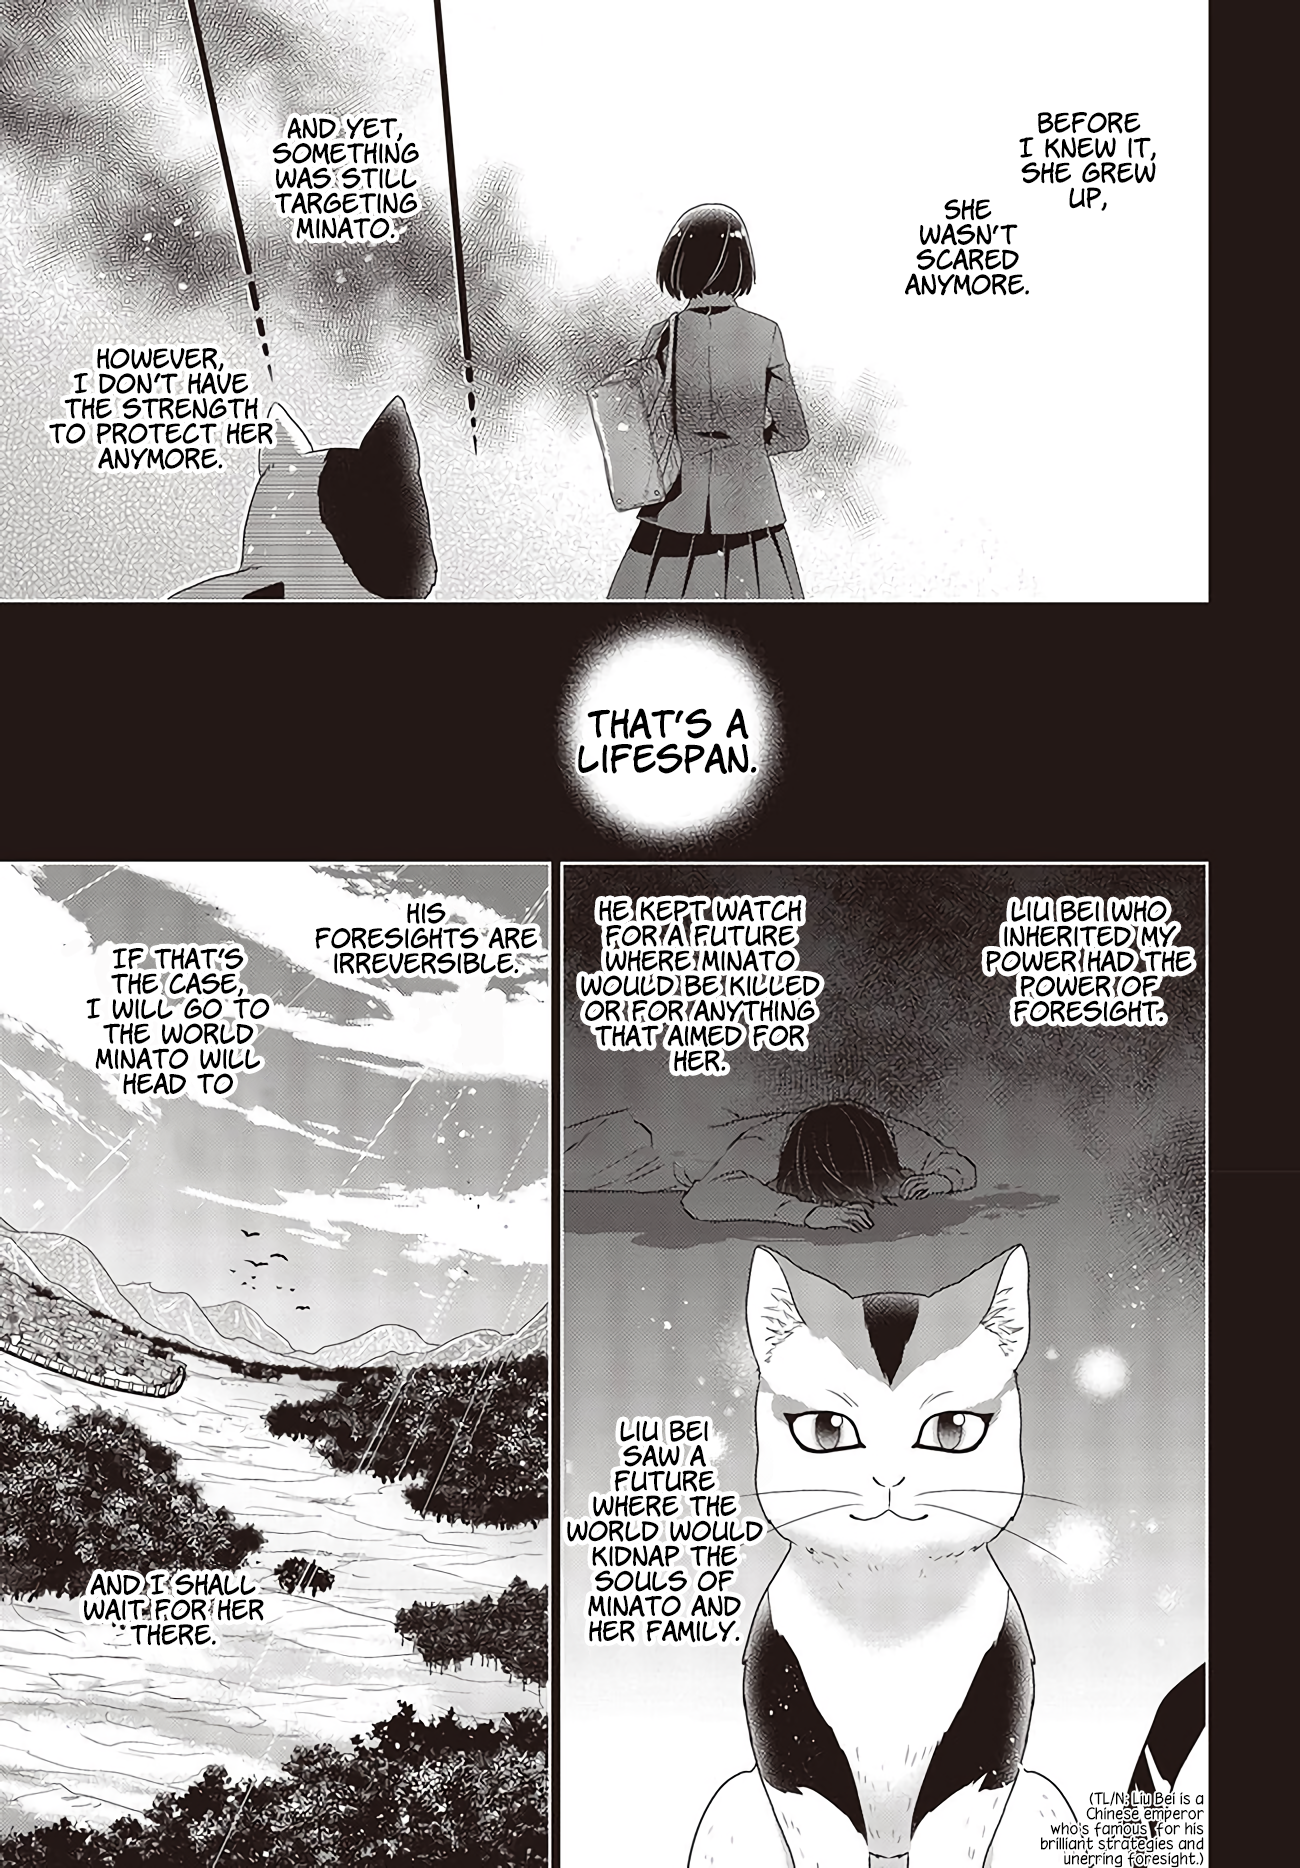 BEFORE
I KNEW IT,
SHE GREW
UP,
SHE
WASN'T
SCARED
ANYMORE.
AND YET,
SOMETHING
WAS STILL
TARGETING
MINATO.
HOWEVER,
I DON'T HAVE
THE STRENGTH
TO PROTECT HER
ANYMORE.
THAT'S A
LIFESPAN.
LIU BEI WHO
INHERITED MY
POWER HAD THE
POWER OF
FORESIGHT.
HE KEPT WATCH
FOR A FUTURE
WHERE MINATO
WOULD BE KILLED
OR FOR ANYTHING
THAT AIMED FOR
HER.
LIU BEI
SAW A
FUTURE
WHERE THE
WORLD WOULD
KIDNAP THE
SOULS OF
MINATO AND
HER FAMILY.
(TL/N: Liu Bei is a
Chinese emperor
who's famous for his
brilliant strategies and
unerring foresight.)
HIS
FORESIGHTS ARE
IRREVERSIBLE.
IF THAT'S
THE CASE,
I WILL GO TO
THE WORLD
MINATO WILL
HEAD TO
AND I SHALL
WAIT FOR HER
THERE.